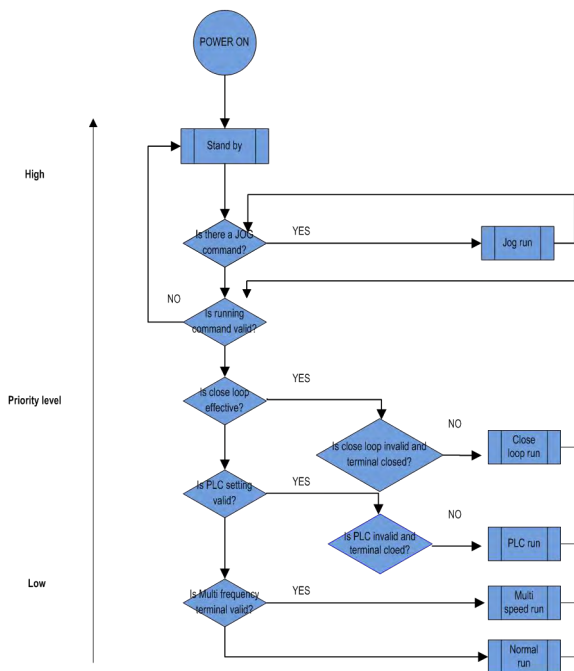 POWER ON
Stand by
High
Is there a JOG
command?
YES
Jog run
NO
Is running
command valid?
Priority level
Is close loop
effective?
YES
Is close loop invalid and
terminal closed?
NO
Close
loop run
Is PLC setting
valid?
YES
Is PLC invalid and
terminal cloed?
NO
PLC run
Low
Is Multi frequency
terminal valid?
YES
Multi
speed run
Normal
run